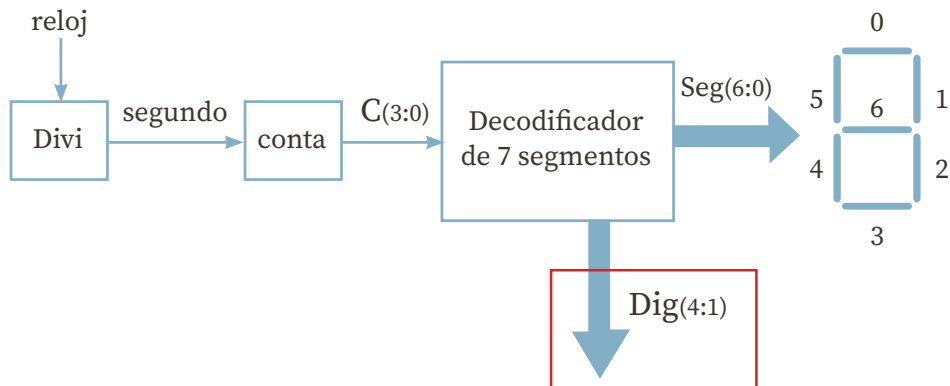 reloj
Divi
segundo
conta
C(3:0)
Decodificador
de 7 segmentos
Seg(6:0)
0
5
6
1
4
2
3
Dig(4:1)